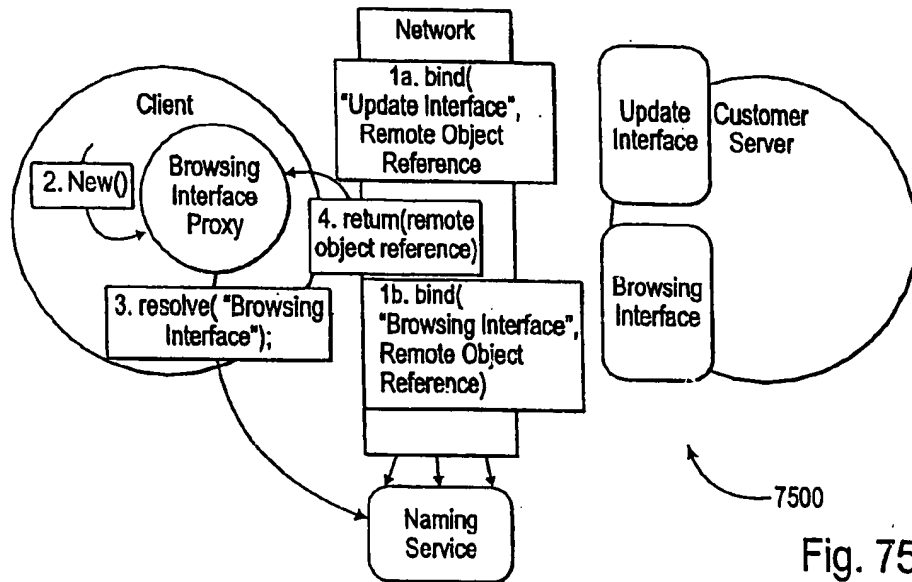 Network
1a. bind(
"Update Interface",
Remote Object
Reference
Client
2. New()
Browsing
Interface
Proxy
4. return(remote
object reference)
3. resolve( "Browsing
Interface");
1b. bind(
"Browsing Interface",
Remote Object
Reference)
Update
Interface
Customer
Server
Browsing
Interface
Naming
Service
7500
Fig. 75